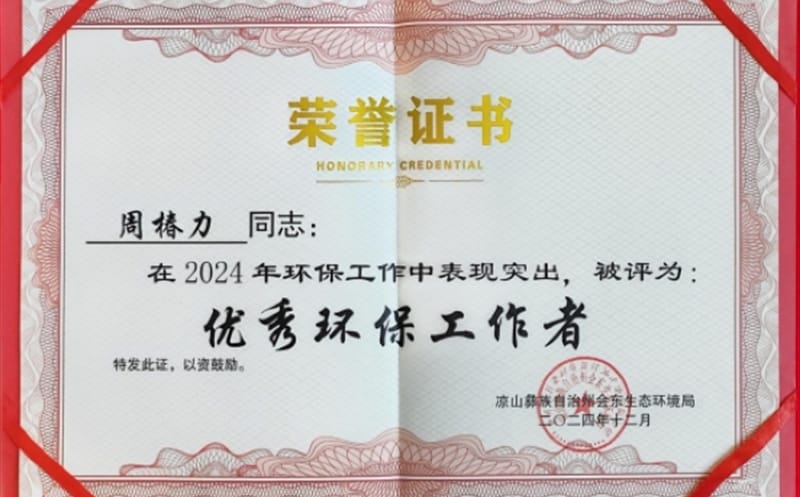 荣誉证书
HONORARY CREDENTIAL
周椿力 同志：
在2024年环保工作中表现突出，被评为：
优秀环保工作者
特发此证，以资鼓励。
凉山彝族自治州会东生态环境局
二〇二四年十二月